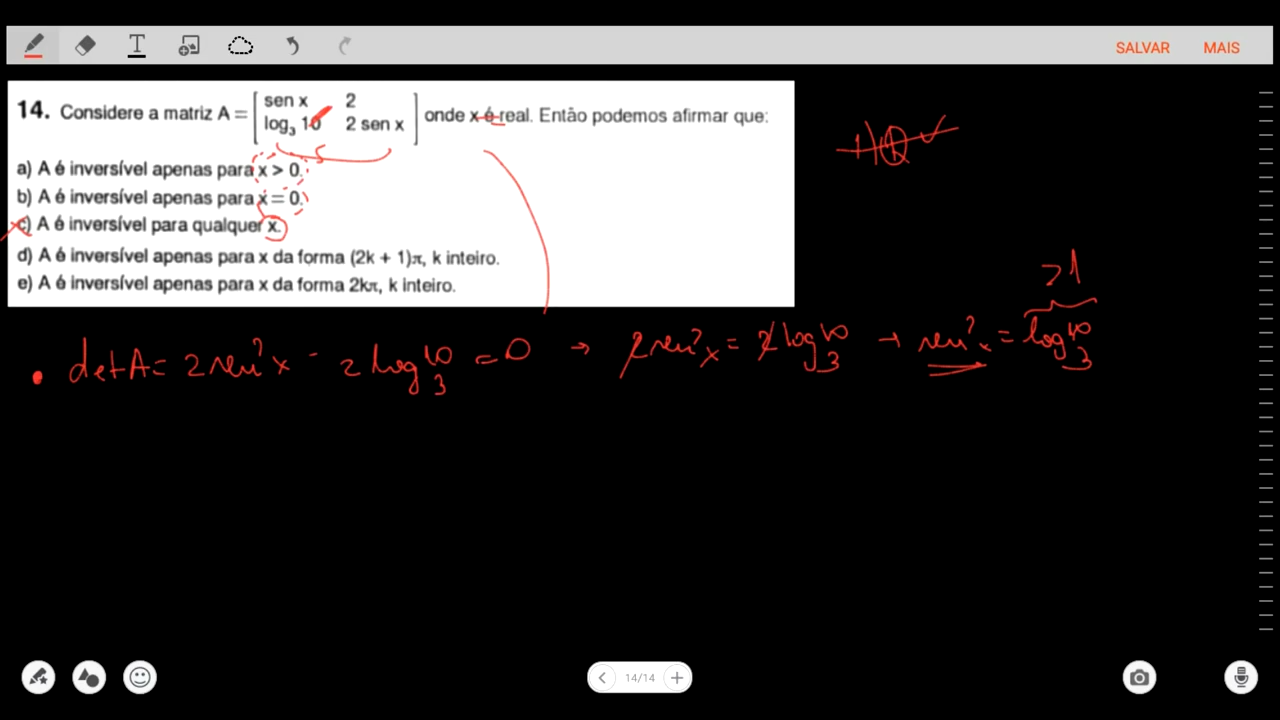 SALVAR MAIS
14. Considere a matriz A = [ sen x 2
log₃ 10 2 sen x ] onde x é real. Então podemos afirmar que:
a) A é inversível apenas para x > 0.
b) A é inversível apenas para x = 0.
c) A é inversível para qualquer x.
d) A é inversível apenas para x da forma (2k + 1)π, k inteiro.
e) A é inversível apenas para x da forma 2kπ, k inteiro.
>1
• det A = 2 sen² x - 2 log₃ 10 = 0 → 2 sen² x = 2 log₃ 10 → sen² x = log₃ 10
14/14